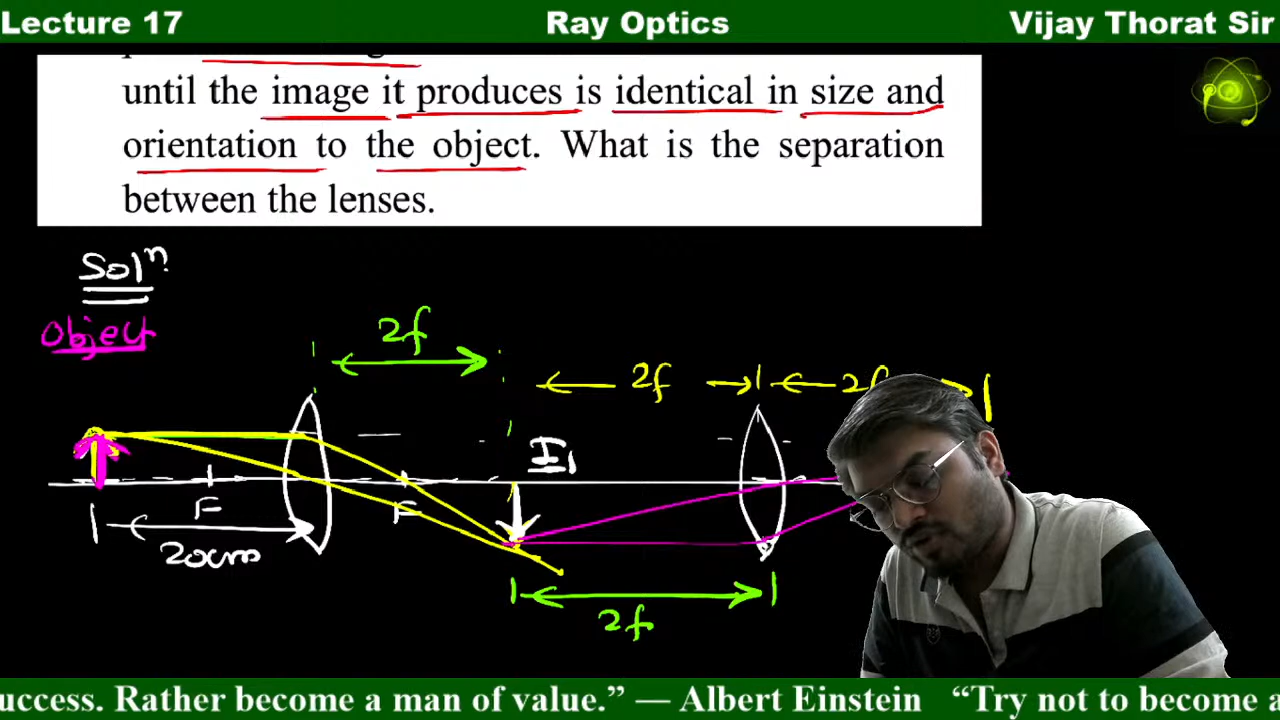 Lecture 17 Ray Optics Vijay Thorat Sir
until the image it produces is identical in size and
orientation to the object. What is the separation
between the lenses.
Solⁿ:
Object
2f
2f 2f
I₁
F F
20cm
2f
uccess. Rather become a man of value.” — Albert Einstein “Try not to become a